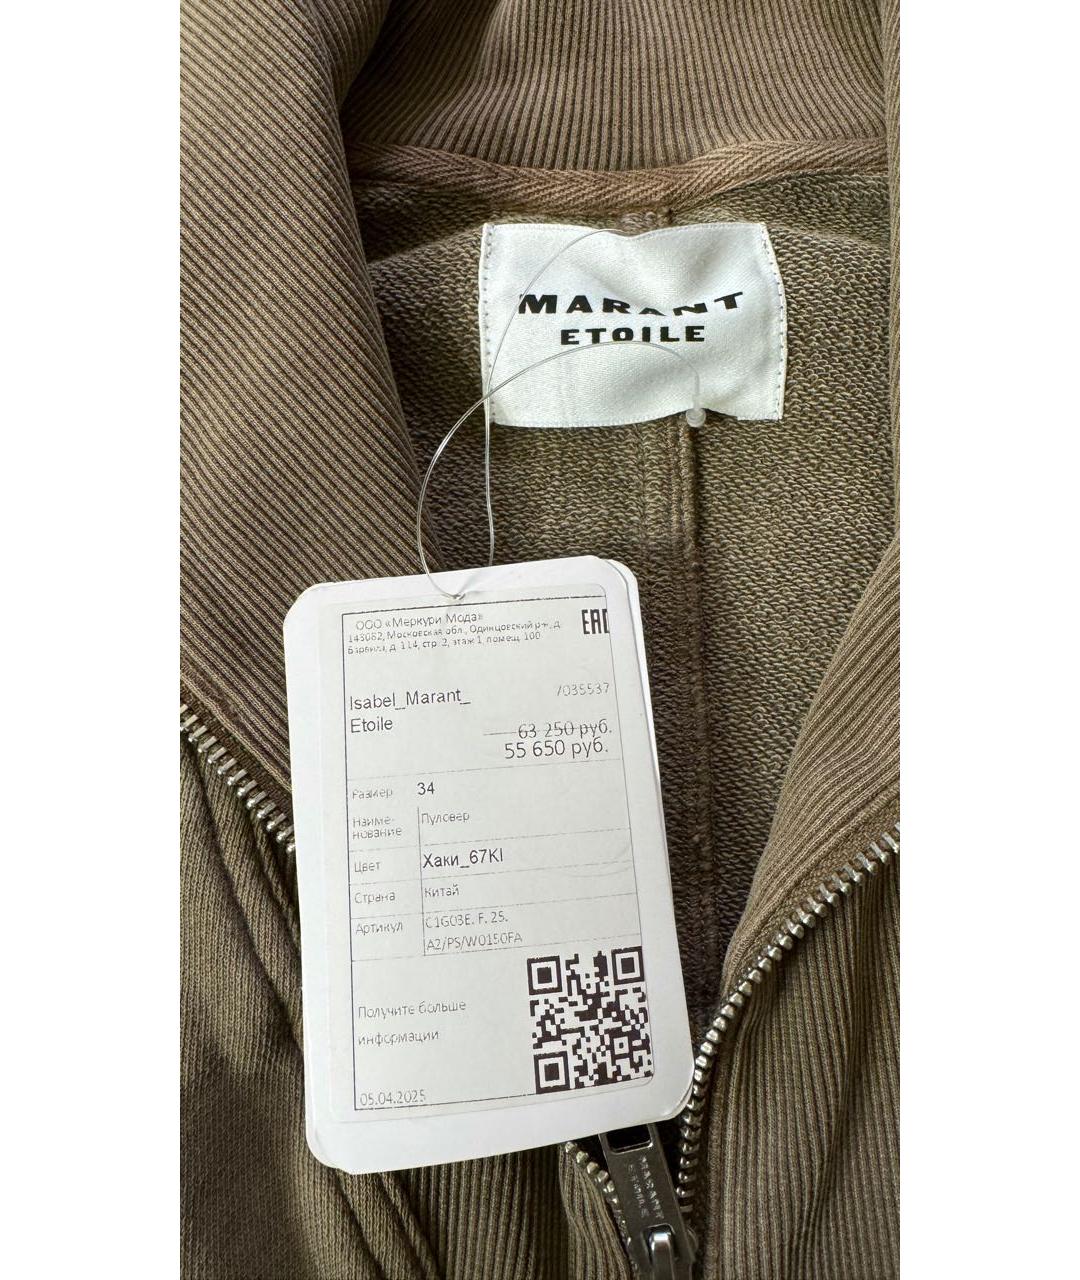 MARANT
ETOILE
ООО «Меркури Мода»
143082, Московская обл., Одинцовский р-н, д.
Барвиха, д. 114, стр. 2, этаж 1, помещ. 100
EAC
Isabel_Marant_
Etoile
7035537
63 250 руб.
55 650 руб.
Размер 34
Наиме-
нование
Пуловер
Цвет Хаки_67KI
Страна Китай
Артикул C1G03E. F. 25.
A2/PS/W0150FA
Получите больше
информации
05.04.2025
MARANT
ETOILE